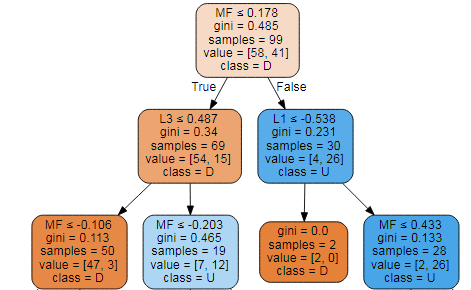 MF ≤ 0.178
gini = 0.485
samples = 99
value = [58, 41]
class = D
True
False
L3 ≤ 0.487
gini = 0.34
samples = 69
value = [54, 15]
class = D
L1 ≤ -0.538
gini = 0.231
samples = 30
value = [4, 26]
class = U
MF ≤ -0.106
gini = 0.113
samples = 50
value = [47, 3]
class = D
MF ≤ -0.203
gini = 0.465
samples = 19
value = [7, 12]
class = U
gini = 0.0
samples = 2
value = [2, 0]
class = D
MF ≤ 0.433
gini = 0.133
samples = 28
value = [2, 26]
class = U